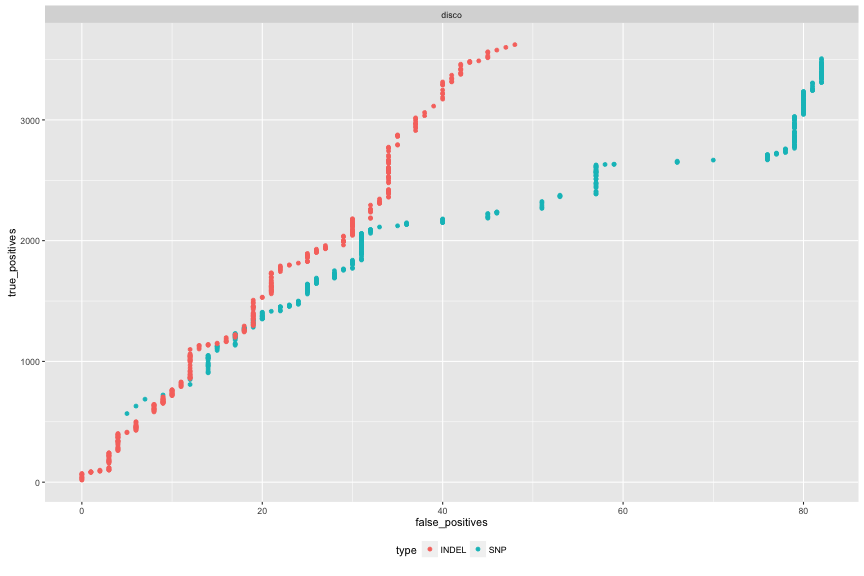 disco
true_positives
3000
2000
1000
0
0 20 40 60 80
false_positives
type INDEL SNP